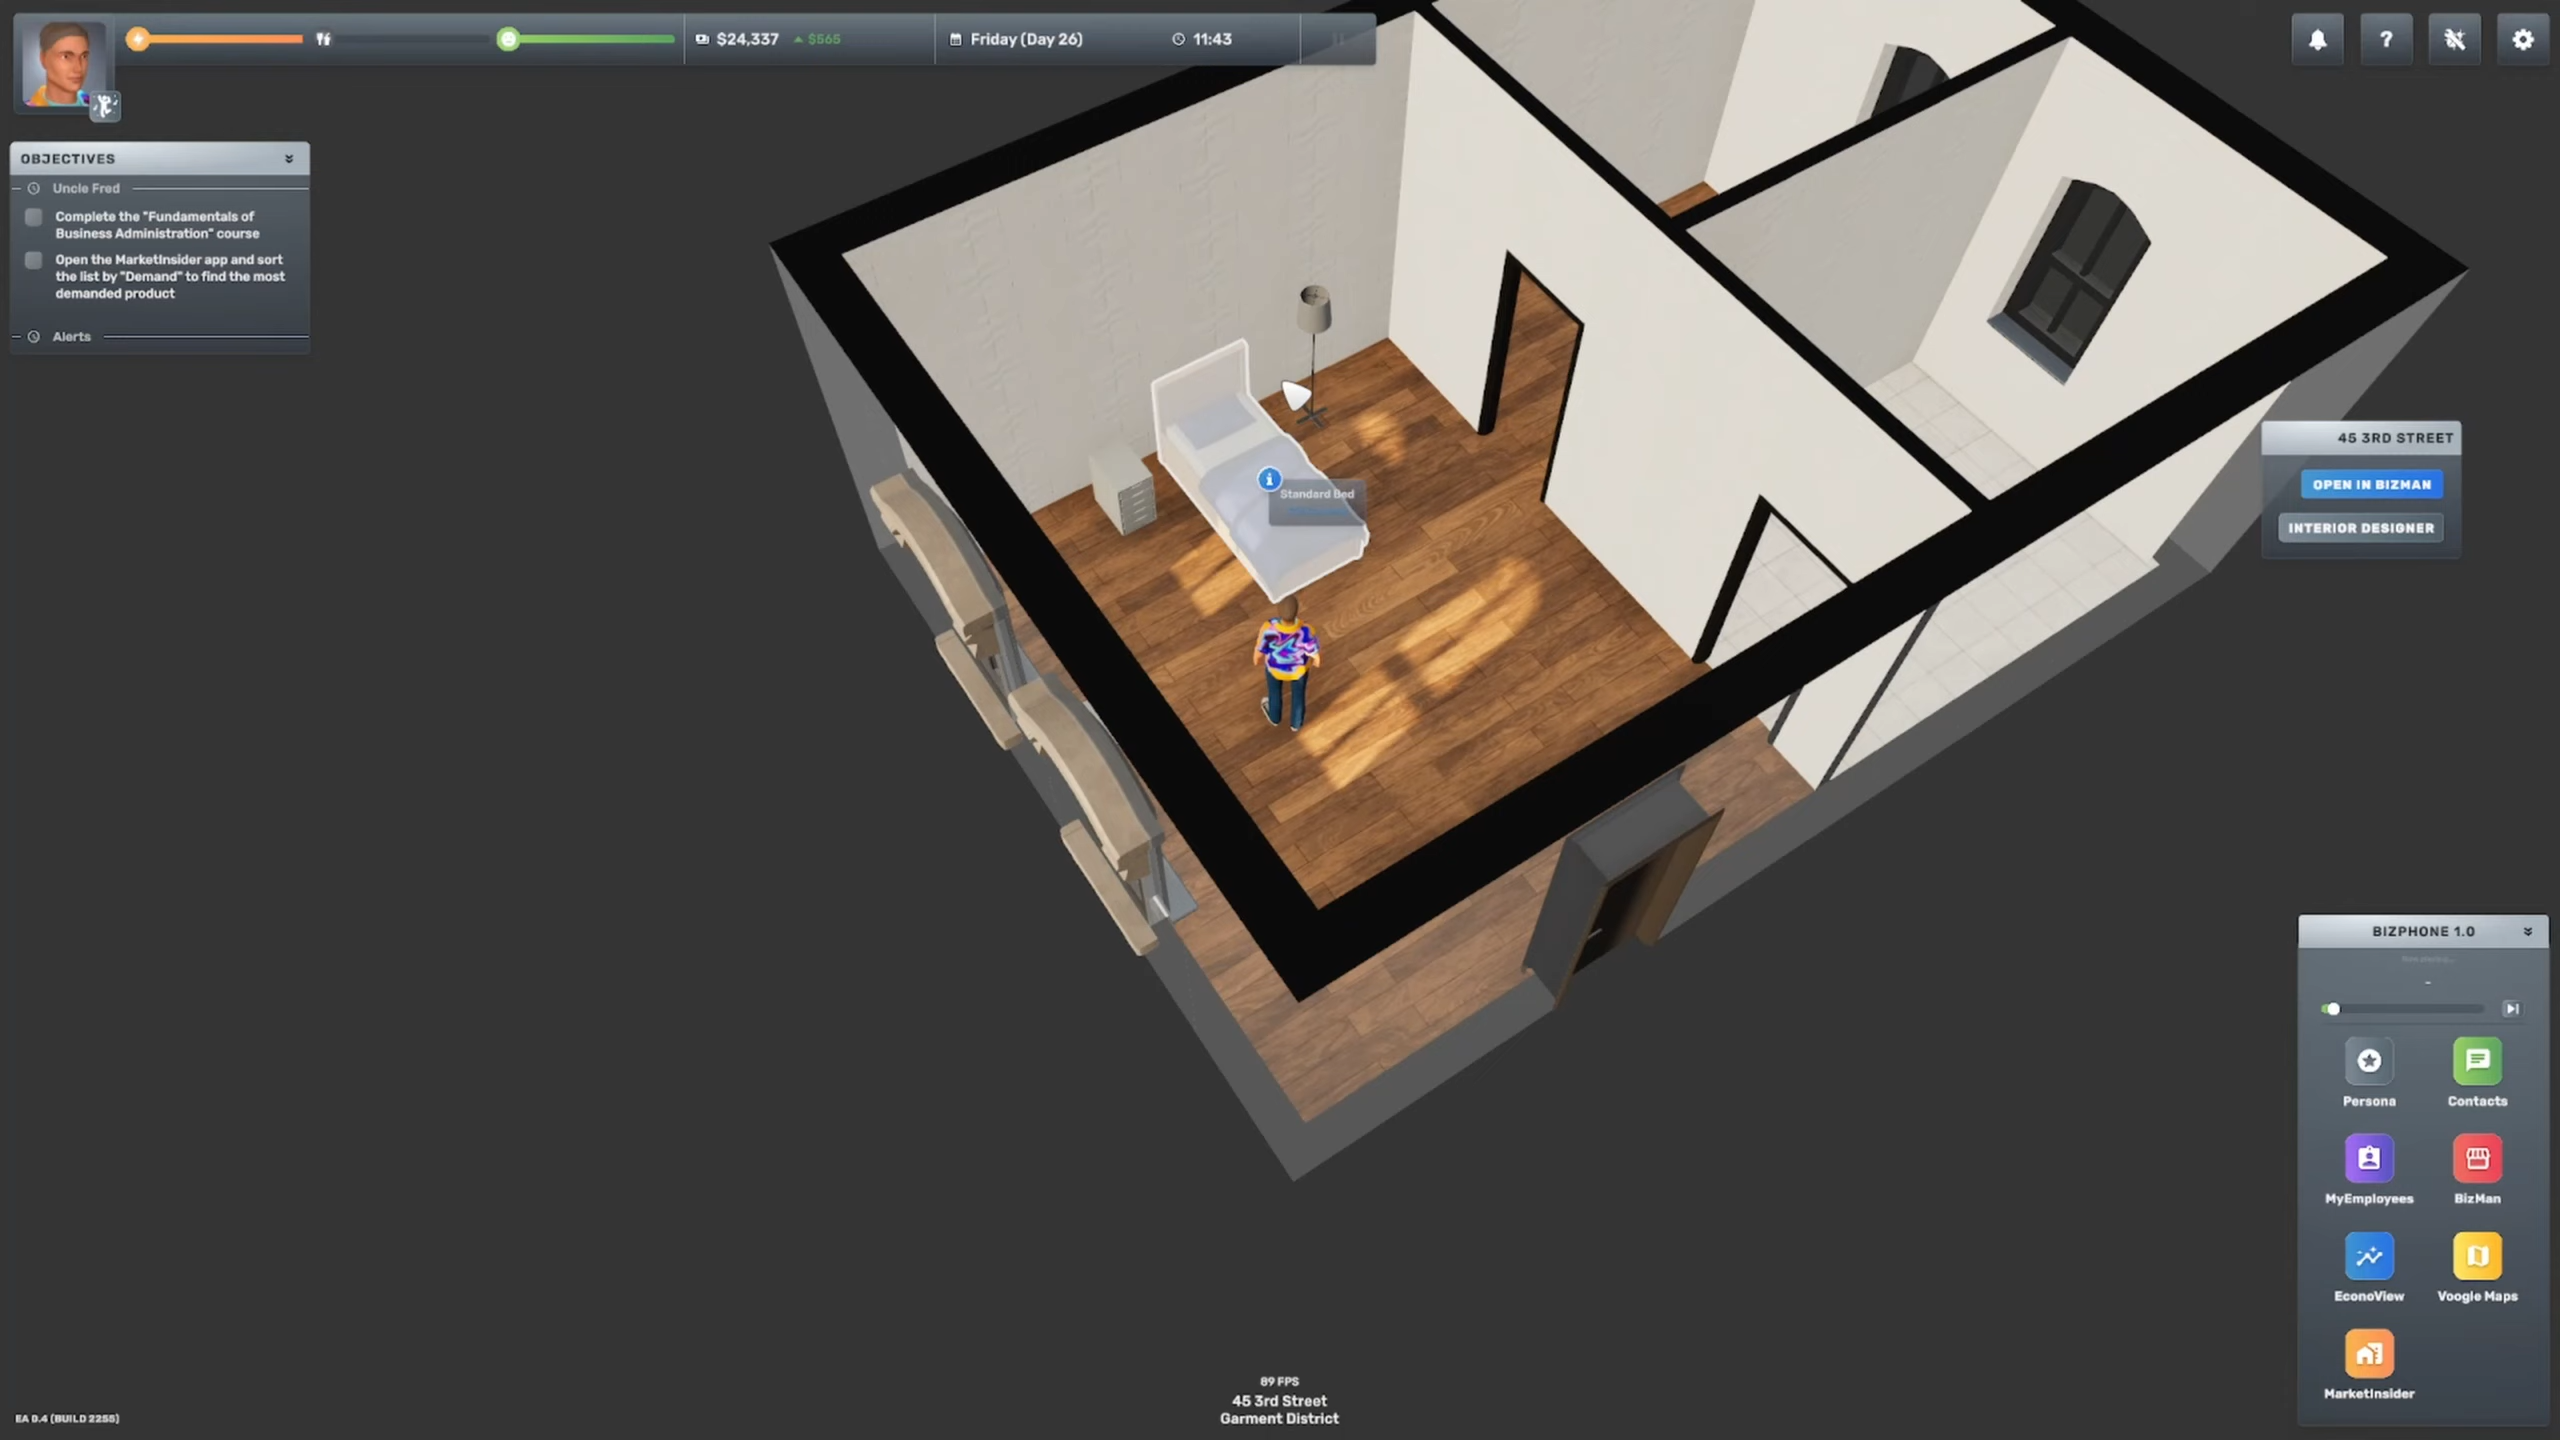 $24,337 $565
Friday (Day 26)
11:43
?
OBJECTIVES
Uncle Fred
Complete the "Fundamentals of
Business Administration" course
Open the MarketInsider app and sort
the list by "Demand" to find the most
demanded product
Alerts
Standard Bed
45 3RD STREET
OPEN IN BIZMAN
INTERIOR DESIGNER
BIZPHONE 1.0
-
Persona
Contacts
MyEmployees
BizMan
EconoView
Voogle Maps
MarketInsider
89 FPS
45 3rd Street
Garment District
EA 0.4 (BUILD 2255)